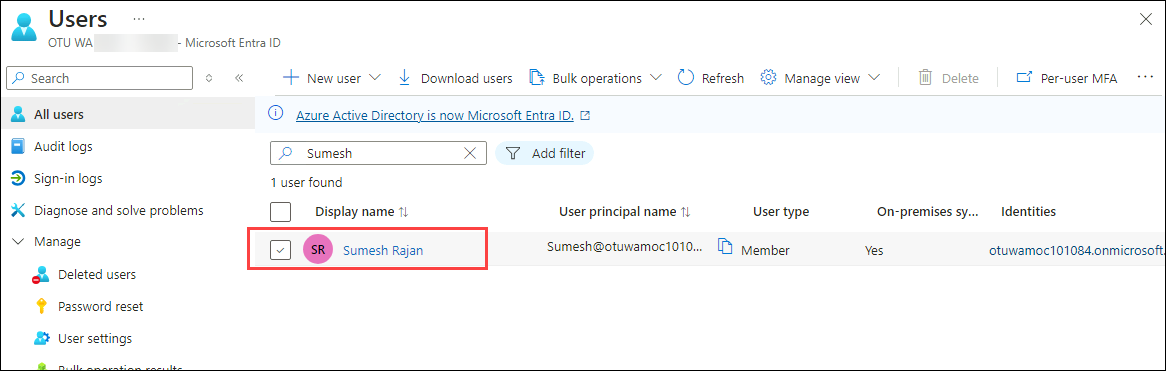 Users ...
OTU WA - Microsoft Entra ID
Search
New user Download users Bulk operations Refresh Manage view Delete Per-user MFA ...
All users
Audit logs
Sign-in logs
Diagnose and solve problems
Manage
Deleted users
Password reset
User settings
Bulk operation results
Azure Active Directory is now Microsoft Entra ID.
Sumesh
Add filter
1 user found
Display name User principal name User type On-premises sy... Identities
SR Sumesh Rajan Sumesh@otuwamoc1010... Member Yes otuwamoc101084.onmicrosoft.